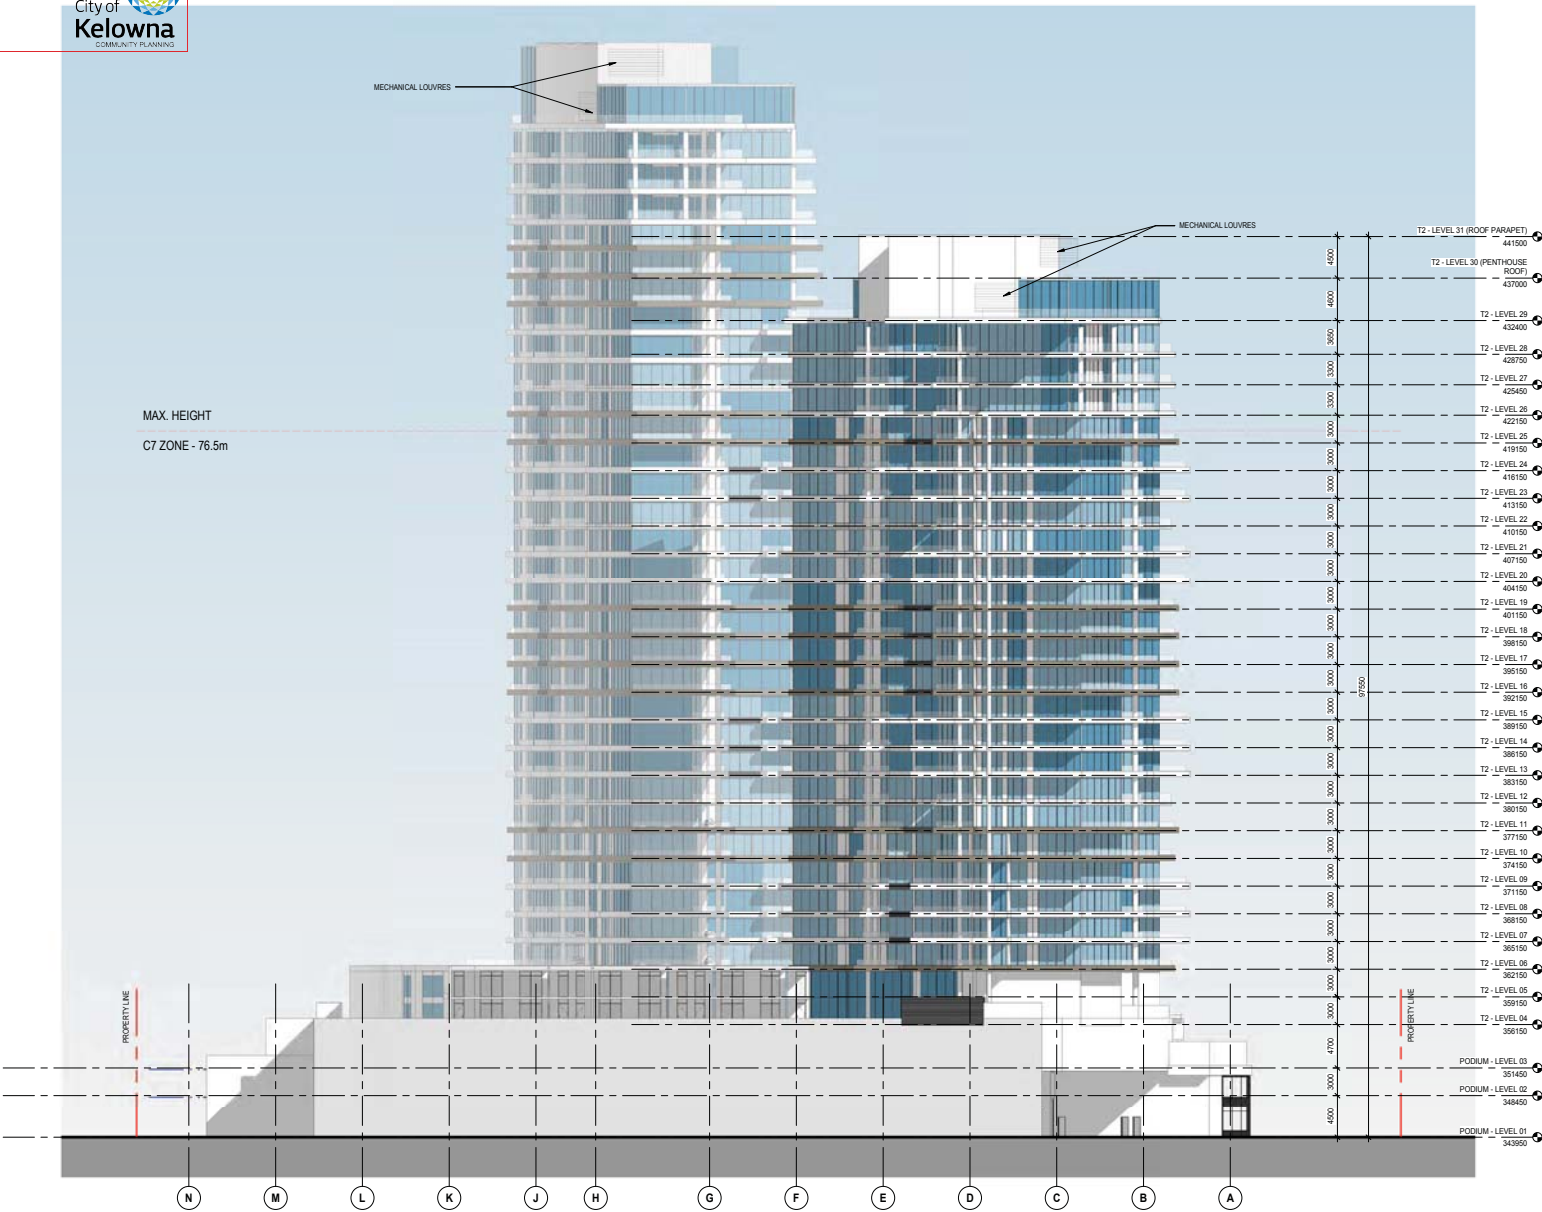 City of
Kelowna
COMMUNITY PLANNING
MECHANICAL LOUVRES
MECHANICAL LOUVRES
MAX. HEIGHT
C7 ZONE - 76.5m
T2 - LEVEL 31 (ROOF PARAPET)
441500
4500
T2 - LEVEL 30 (PENTHOUSE
ROOF)
437000
4600
T2 - LEVEL 29
432400
3650
T2 - LEVEL 28
428750
3300
T2 - LEVEL 27
425450
3300
T2 - LEVEL 26
422150
3000
T2 - LEVEL 25
419150
3000
T2 - LEVEL 24
416150
3000
T2 - LEVEL 23
413150
3000
T2 - LEVEL 22
410150
3000
T2 - LEVEL 21
407150
3000
T2 - LEVEL 20
404150
3000
T2 - LEVEL 19
401150
3000
T2 - LEVEL 18
398150
3000
T2 - LEVEL 17
395150
3000
97550
T2 - LEVEL 16
392150
3000
T2 - LEVEL 15
389150
3000
T2 - LEVEL 14
386150
3000
T2 - LEVEL 13
383150
3000
T2 - LEVEL 12
380150
3000
T2 - LEVEL 11
377150
3000
T2 - LEVEL 10
374150
3000
T2 - LEVEL 09
371150
3000
T2 - LEVEL 08
368150
3000
T2 - LEVEL 07
365150
3000
T2 - LEVEL 06
362150
3000
T2 - LEVEL 05
359150
3000
T2 - LEVEL 04
356150
4700
PODIUM - LEVEL 03
351450
3000
PODIUM - LEVEL 02
348450
4500
PODIUM - LEVEL 01
343950
PROPERTY LINE
PROPERTY LINE
N M L K J H G F E D C B A